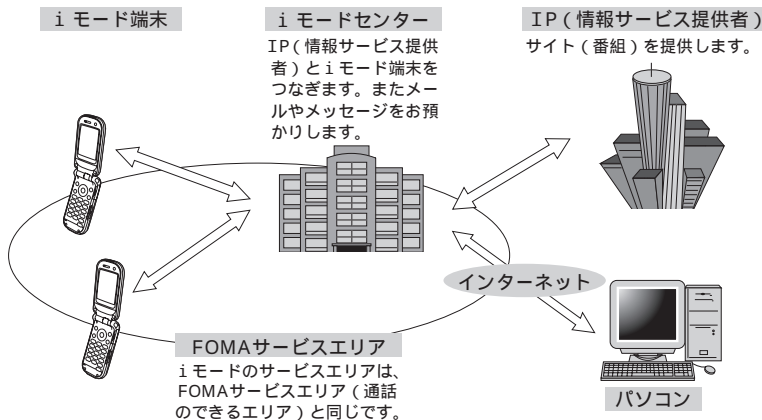 ｉモード端末
ｉモードセンター
IP（情報サービス提供
者）とｉモード端末を
つなぎます。またメー
ルやメッセージをお預
かりします。
IP（情報サービス提供者）
サイト（番組）を提供します。
インターネット
FOMAサービスエリア
ｉモードのサービスエリアは、
FOMAサービスエリア（通話
のできるエリア）と同じです。
パソコン